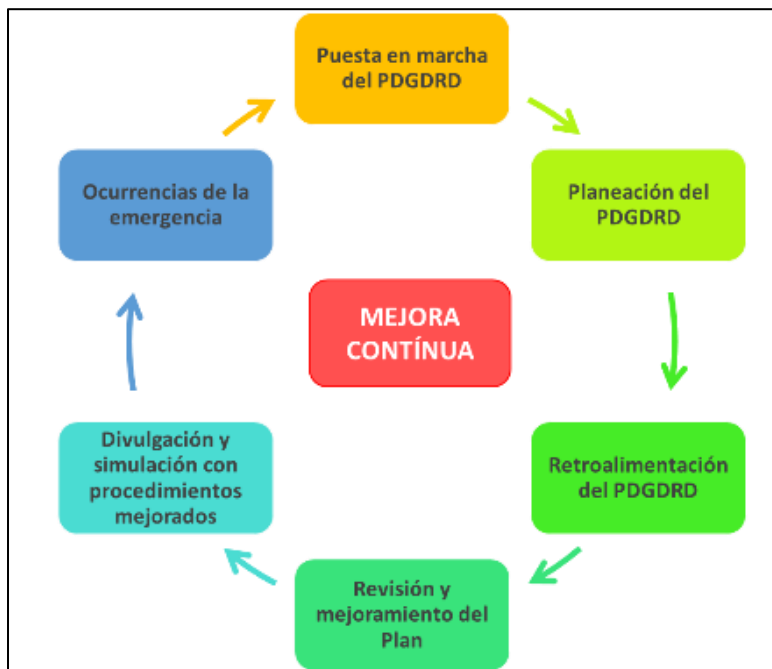 Puesta en marcha
del PDGDRD
Planeación del
PDGDRD
Retroalimentación
del PDGDRD
Revisión y
mejoramiento del
Plan
Divulgación y
simulación con
procedimientos
mejorados
Ocurrencias de la
emergencia
MEJORA
CONTÍNUA